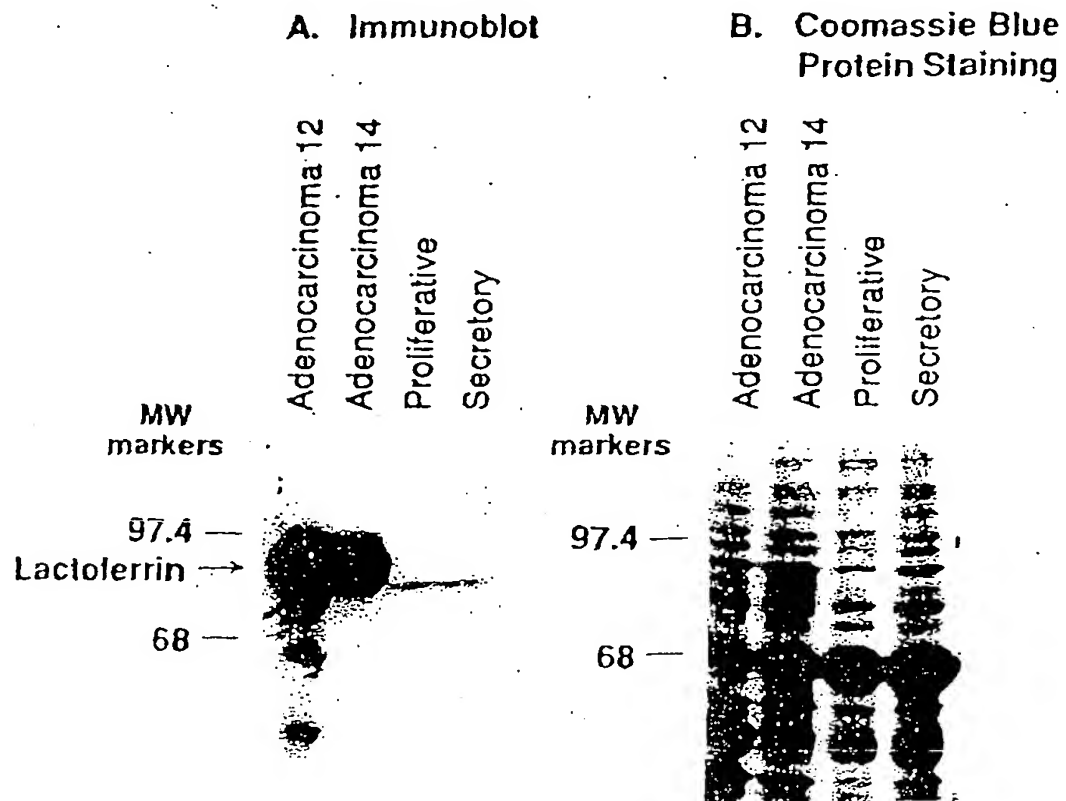 A. Immunoblot
Adenocarcinoma 12
Adenocarcinoma 14
Proliferative
Secretory
MW
markers
97.4
Lactoferrin
68
B. Coomassie Blue
Protein Staining
Adenocarcinoma 12
Adenocarcinoma 14
Proliferative
Secretory
MW
markers
97.4
68